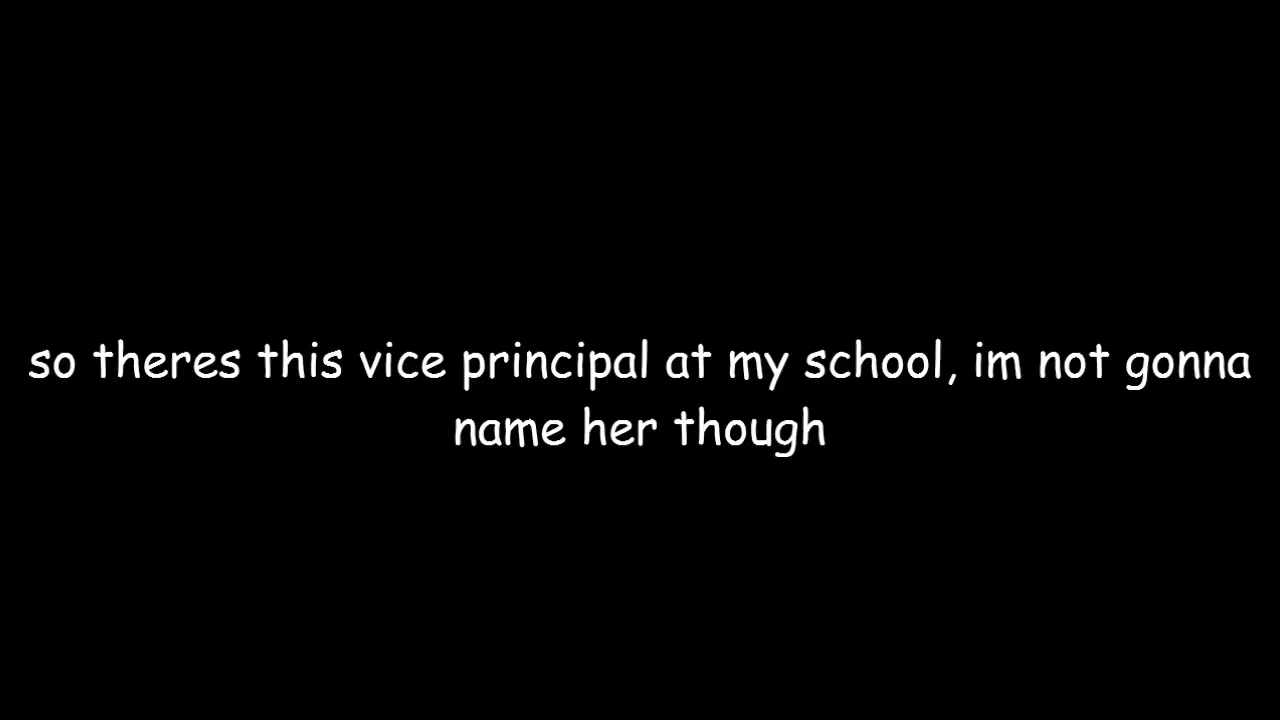 so theres this vice principal at my school, im not gonna
name her though